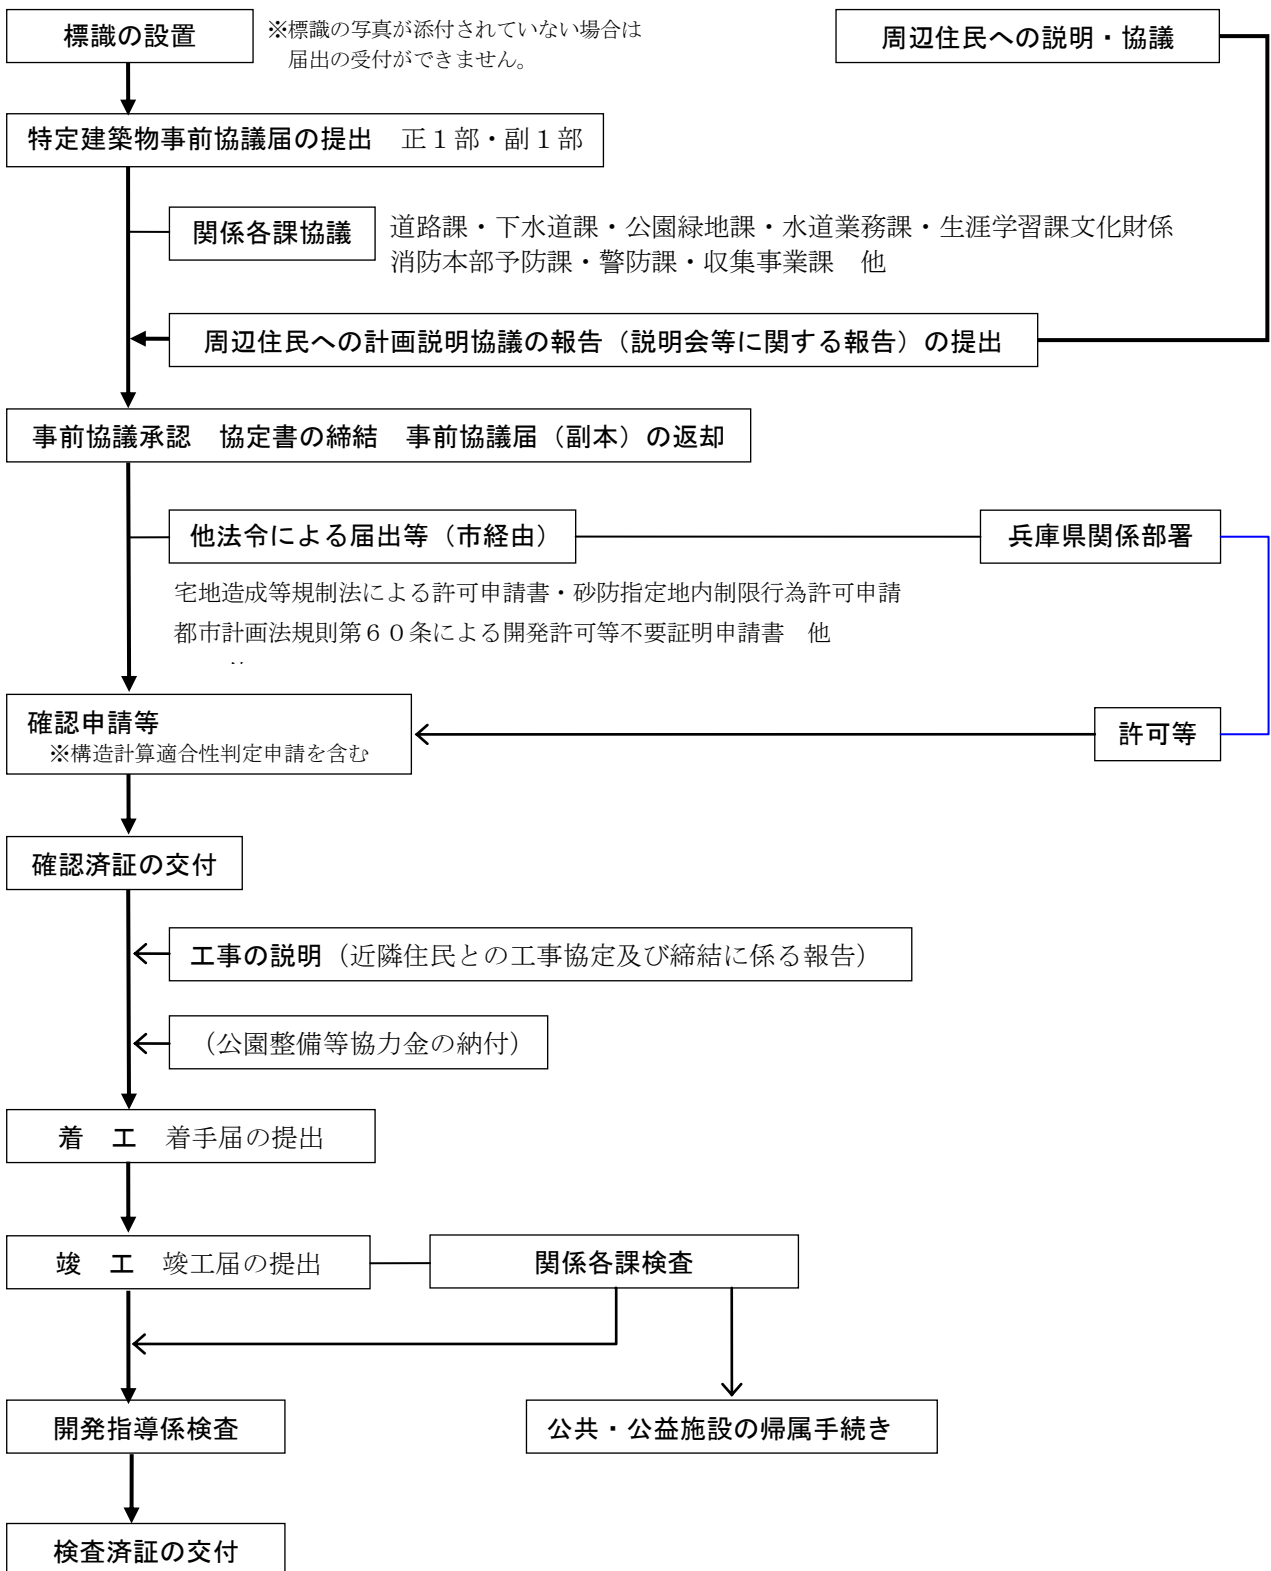 標識の設置
※標識の写真が添付されていない場合は
届出の受付ができません。
周辺住民への説明・協議
特定建築物事前協議届の提出　正１部・副１部
関係各課協議
道路課・下水道課・公園緑地課・水道業務課・生涯学習課文化財係
消防本部予防課・警防課・収集事業課　他
周辺住民への計画説明協議の報告（説明会等に関する報告）の提出
事前協議承認　協定書の締結　事前協議届（副本）の返却
他法令による届出等（市経由）
兵庫県関係部署
宅地造成等規制法による許可申請書・砂防指定地内制限行為許可申請
都市計画法規則第６０条による開発許可等不要証明申請書　他
確認申請等
※構造計算適合性判定申請を含む
許可等
確認済証の交付
工事の説明（近隣住民との工事協定及び締結に係る報告）
（公園整備等協力金の納付）
着　工　着手届の提出
竣　工　竣工届の提出
関係各課検査
開発指導係検査
公共・公益施設の帰属手続き
検査済証の交付